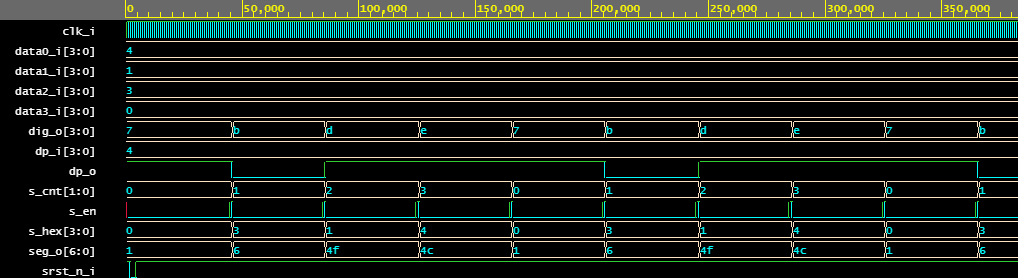 0 50,000 100,000 150,000 200,000 250,000 300,000 350,000
clk_i
data0_i[3:0] 4
data1_i[3:0] 1
data2_i[3:0] 3
data3_i[3:0] 0
dig_o[3:0] 7 b d e 7 b d e 7 b
dp_i[3:0] 4
dp_o
s_cnt[1:0] 0 1 2 3 0 1 2 3 0 1
s_en
s_hex[3:0] 0 3 1 4 0 3 1 4 0 3
seg_o[6:0] 1 6 4f 4c 1 6 4f 4c 1 6
srst_n_i